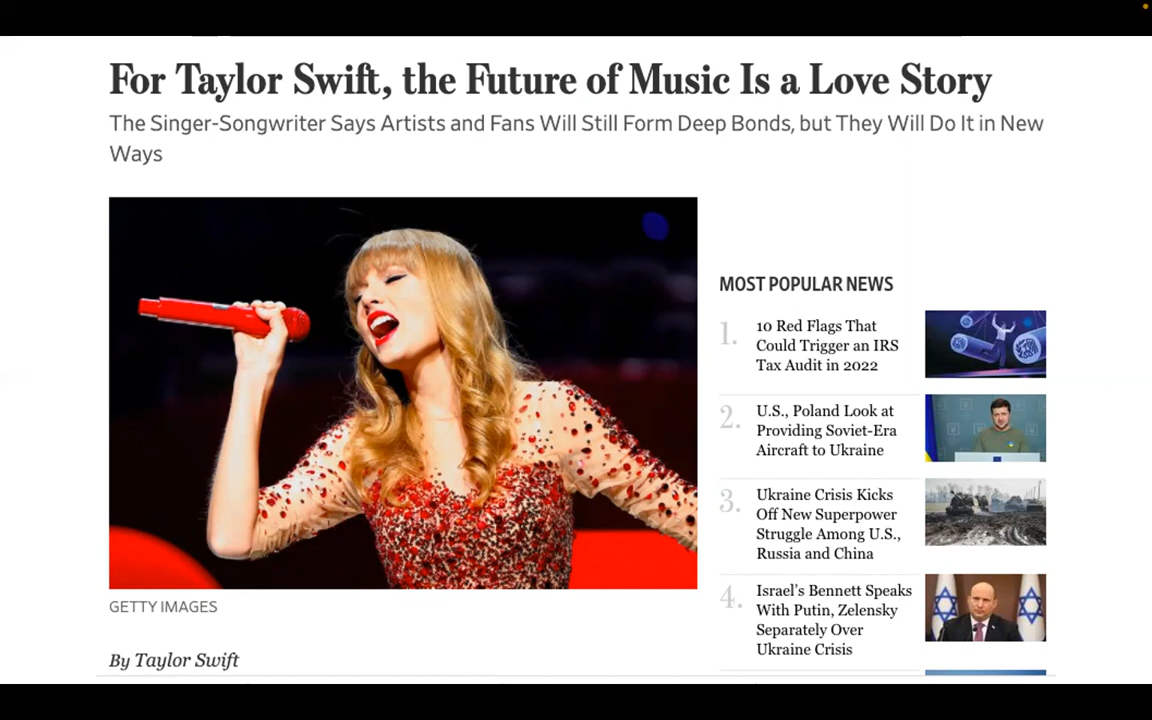 For Taylor Swift, the Future of Music Is a Love Story
The Singer-Songwriter Says Artists and Fans Will Still Form Deep Bonds, but They Will Do It in New
Ways
MOST POPULAR NEWS
1.
10 Red Flags That
Could Trigger an IRS
Tax Audit in 2022
2.
U.S., Poland Look at
Providing Soviet-Era
Aircraft to Ukraine
3.
Ukraine Crisis Kicks
Off New Superpower
Struggle Among U.S.,
Russia and China
4.
Israel's Bennett Speaks
With Putin, Zelensky
Separately Over
Ukraine Crisis
GETTY IMAGES
By Taylor Swift